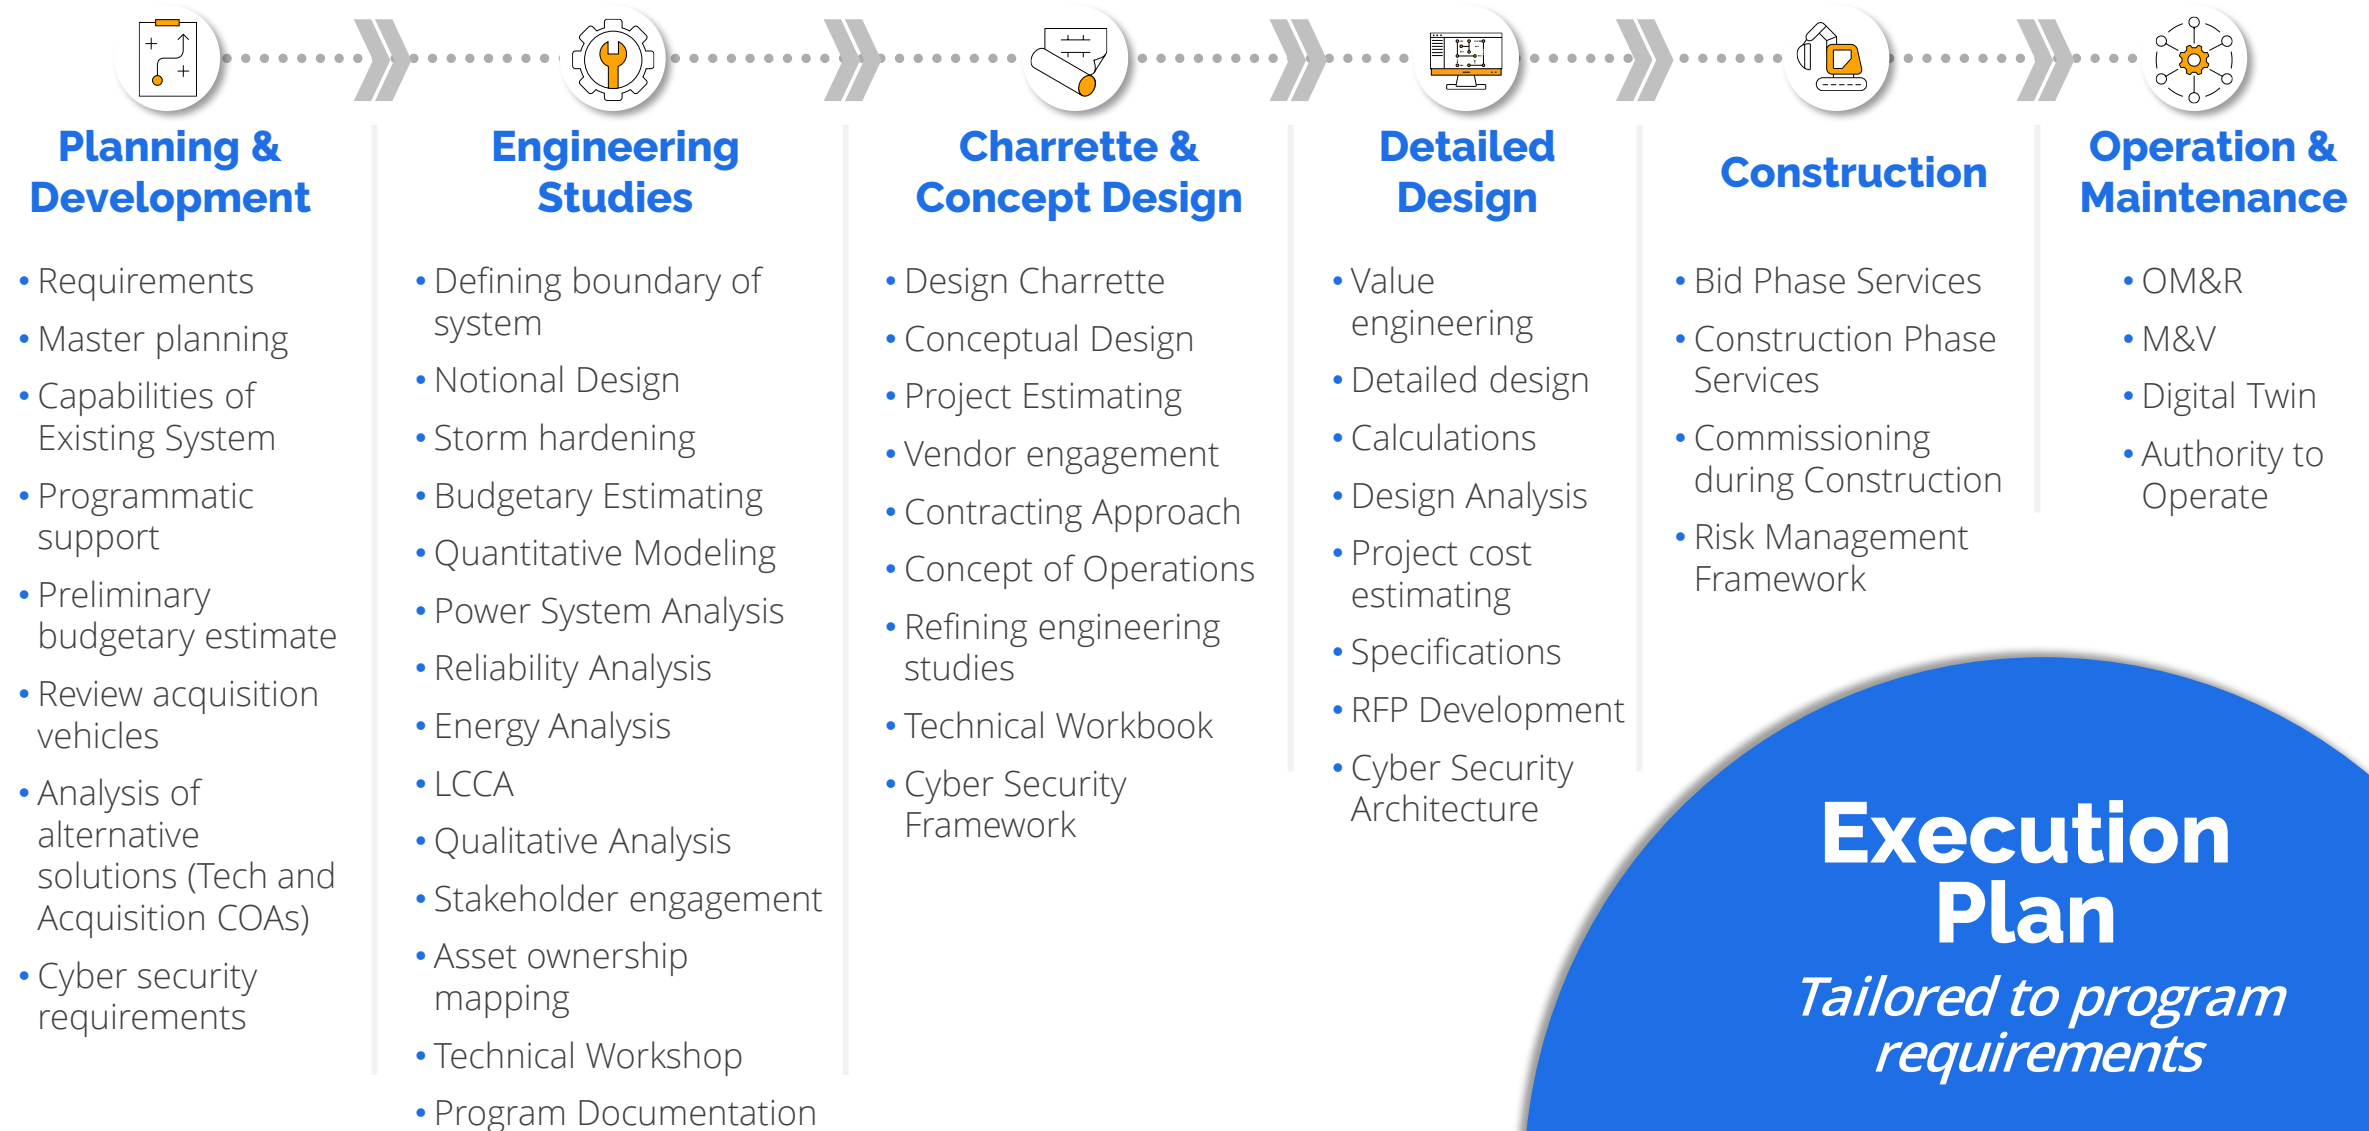 Planning &
Development
• Requirements
• Master planning
• Capabilities of
Existing System
• Programmatic
support
• Preliminary
budgetary estimate
• Review acquisition
vehicles
• Analysis of
alternative
solutions (Tech and
Acquisition COAs)
• Cyber security
requirements
Engineering
Studies
• Defining boundary of
system
• Notional Design
• Storm hardening
• Budgetary Estimating
• Quantitative Modeling
• Power System Analysis
• Reliability Analysis
• Energy Analysis
• LCCA
• Qualitative Analysis
• Stakeholder engagement
• Asset ownership
mapping
• Technical Workshop
• Program Documentation
Charrette &
Concept Design
• Design Charrette
• Conceptual Design
• Project Estimating
• Vendor engagement
• Contracting Approach
• Concept of Operations
• Refining engineering
studies
• Technical Workbook
• Cyber Security
Framework
Detailed
Design
• Value
engineering
• Detailed design
• Calculations
• Design Analysis
• Project cost
estimating
• Specifications
• RFP Development
• Cyber Security
Architecture
Construction
• Bid Phase Services
• Construction Phase
Services
• Commissioning
during Construction
• Risk Management
Framework
Operation &
Maintenance
• OM&R
• M&V
• Digital Twin
• Authority to
Operate
Execution
Plan
Tailored to program
requirements